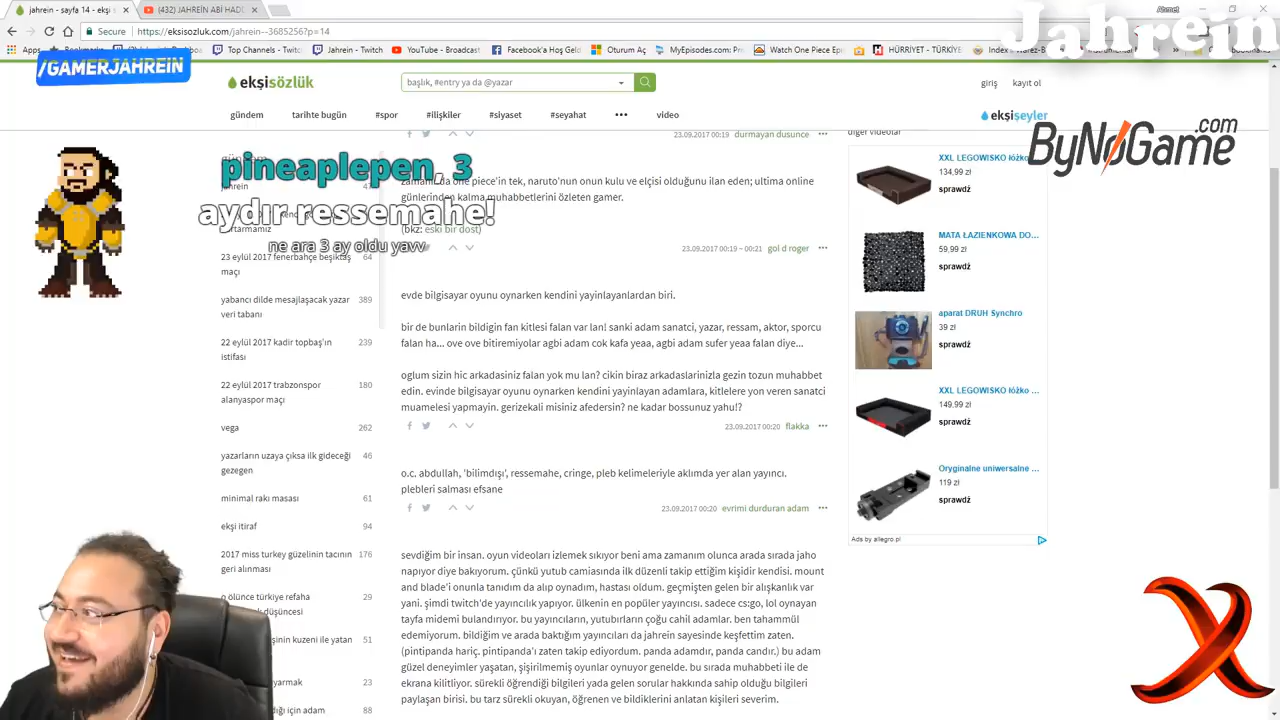 jahrein - sayfa 14 - ekşi s
(432) JAHREİN ABİ HADİ
Ahmet
Secure
https://eksisozluk.com/jahrein--3685256?p=14
Jahrein
Apps
Bookmarks
Top Channels - Twitc
Jahrein - Twitch
YouTube - Broadcast
Facebook'a Hoş Geld
Oturum Aç
MyEpisodes.com: Pr
Watch One Piece Epi
HÜRRİYET - TÜRKİYE
/GAMERJAHREIN
ekşisözlük
başlık, #entry ya da @yazar
giriş
kayıt ol
gündem
tarihte bugün
#spor
#ilişkiler
#siyaset
#seyahat
•••
video
ekşişeyler
ByNoGame.com
23.09.2017 00:19 durmayan dusunce
diğer videolar
pineaplepen, 3
aydır ressemahe!
ne ara 3 ay oldu yavv
jahrein
23 eylül 2017 fenerbahçe beşiktaş 64
maçı
yabancı dilde mesajlaşacak yazar 389
veri tabanı
22 eylül 2017 kadir topbaş'ın 239
istifası
22 eylül 2017 trabzonspor 180
alanyaspor maçı
vega 262
yazarların uzaya çıksa ilk gideceği 46
gezegen
minimal rakı masası 61
ekşi itiraf 94
2017 miss turkey güzelinin tacının 176
geri alınması
o ölünce türkiye refaha 29
düşüncesi
şinin kuzeni ile yatan 51
23
dığı için adam 88
zamanında one piece'in tek, naruto'nun onun kulu ve elçisi olduğunu ilan eden; ultima online
günlerinden kalma muhabbetlerini özleten gamer.
(bkz: eski bir dost)
23.09.2017 00:19 ~ 00:21 gol d roger
evde bilgisayar oyunu oynarken kendini yayinlayanlardan biri.
bir de bunlarin bildigin fan kitlesi falan var lan! sanki adam sanatci, yazar, ressam, aktor, sporcu
falan ha... ove ove bitiremiyolar agbi adam cok kafa yeaa, agbi adam sufer yeaa falan diye...
oglum sizin hic arkadasiniz falan yok mu lan? cikin biraz arkadaslarinizla gezin tozun muhabbet
edin. evinde bilgisayar oyunu oynarken kendini yayinlayan adamlara, kitlelere yon veren sanatci
muamelesi yapmayin. gerizekali misiniz afedersin? ne kadar bossunuz yahu!?
23.09.2017 00:20 flakka
o.c, abdullah, 'bilimdışı', ressemahe, cringe, pleb kelimeleriyle aklımda yer alan yayıncı.
plebleri salması efsane
23.09.2017 00:20 evrimi durduran adam
sevdiğim bir insan. oyun videoları izlemek sıkıyor beni ama zamanım olunca arada sırada jaho
napıyor diye bakıyorum. çünkü yutub camiasında ilk düzenli takip ettiğim kişidir kendisi. mount
and blade'i onunla tanıdım da alıp oynadım, hastası oldum. geçmişten gelen bir alışkanlık var
yani. şimdi twitch'de yayıncılık yapıyor. ülkenin en popüler yayıncısı. sadece cs:go, lol oynayan
tayfa midemi bulandırıyor. bu yayıncıların, yutubırların çoğu cahil adamlar. ben tahammül
edemiyorum. bildiğim ve arada baktığım yayıncıları da jahrein sayesinde keşfettim zaten.
(pintipanda hariç. pintipanda'ı zaten takip ediyordum. panda adamdır, panda candır.) bu adam
güzel deneyimler yaşatan, şişirilmemiş oyunlar oynuyor genelde. bu sırada muhabbeti ile de
ekrana kilitliyor. sürekli öğrendiği bilgileri yada gelen sorular hakkında sahip olduğu bilgileri
paylaşan birisi. bu tarz sürekli okuyan, öğrenen ve bildiklerini anlatan kişileri severim.
XXL LEGOWISKO łóżko
134,99 zł
sprawdź
MATA ŁAZIENKOWA DO...
59,99 zł
sprawdź
aparat DRUH Synchro
39 zł
sprawdź
XXL LEGOWISKO łóżko ...
149,99 zł
sprawdź
Oryginalne uniwersalne ...
119 zł
sprawdź
Ads by allegro.pl